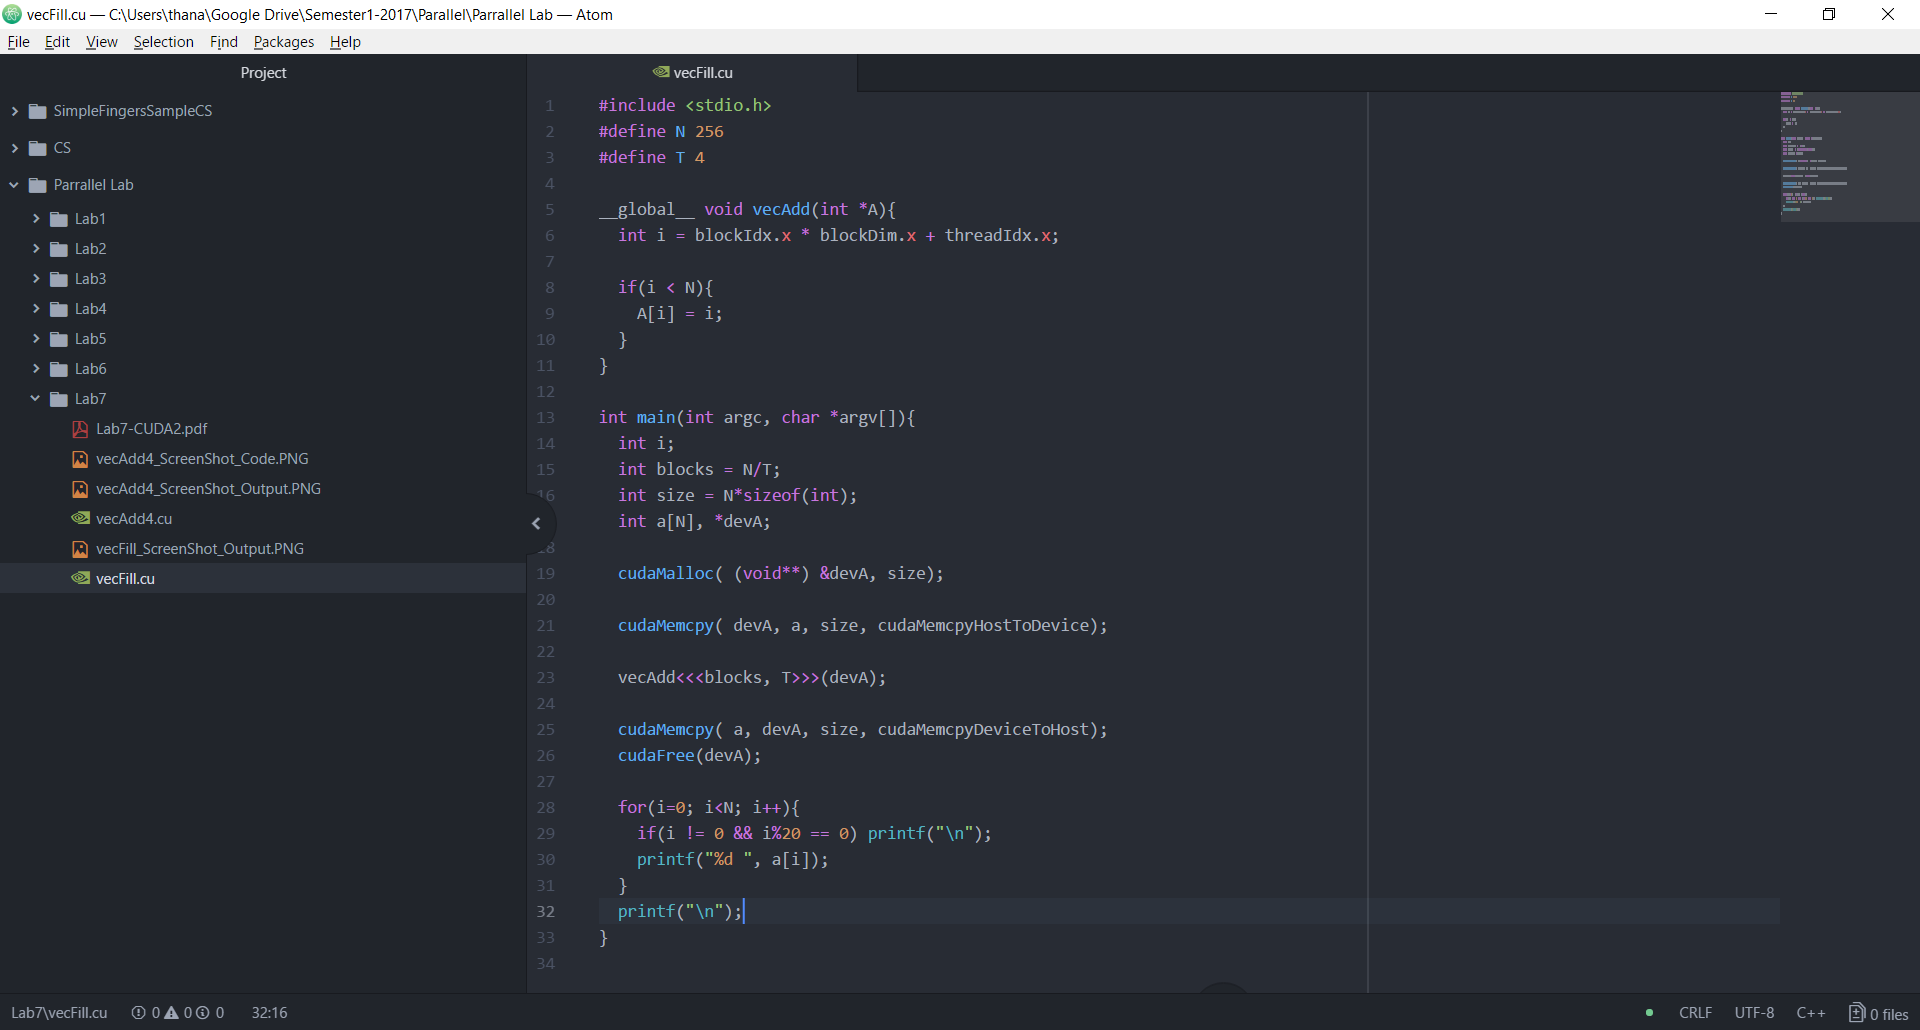 vecFill.cu — C:\Users\thana\Google Drive\Semester1-2017\Parallel\Parrallel Lab — Atom
File Edit View Selection Find Packages Help
Project
SimpleFingersSampleCS
CS
Parrallel Lab
Lab1
Lab2
Lab3
Lab4
Lab5
Lab6
Lab7
Lab7-CUDA2.pdf
vecAdd4_ScreenShot_Code.PNG
vecAdd4_ScreenShot_Output.PNG
vecAdd4.cu
vecFill_ScreenShot_Output.PNG
vecFill.cu
vecFill.cu
1 #include <stdio.h>
2 #define N 256
3 #define T 4
4
5 __global__ void vecAdd(int *A){
6 int i = blockIdx.x * blockDim.x + threadIdx.x;
7
8 if(i < N){
9 A[i] = i;
10 }
11 }
12
13 int main(int argc, char *argv[]){
14 int i;
15 int blocks = N/T;
16 int size = N*sizeof(int);
int a[N], *devA;
18
19 cudaMalloc( (void**) &devA, size);
20
21 cudaMemcpy( devA, a, size, cudaMemcpyHostToDevice);
22
23 vecAdd<<<blocks, T>>>(devA);
24
25 cudaMemcpy( a, devA, size, cudaMemcpyDeviceToHost);
26 cudaFree(devA);
27
28 for(i=0; i<N; i++){
29 if(i != 0 && i%20 == 0) printf("\n");
30 printf("%d ", a[i]);
31 }
32 printf("\n");
33 }
34
Lab7\vecFill.cu 0 0 0 32:16 CRLF UTF-8 C++ 0 files